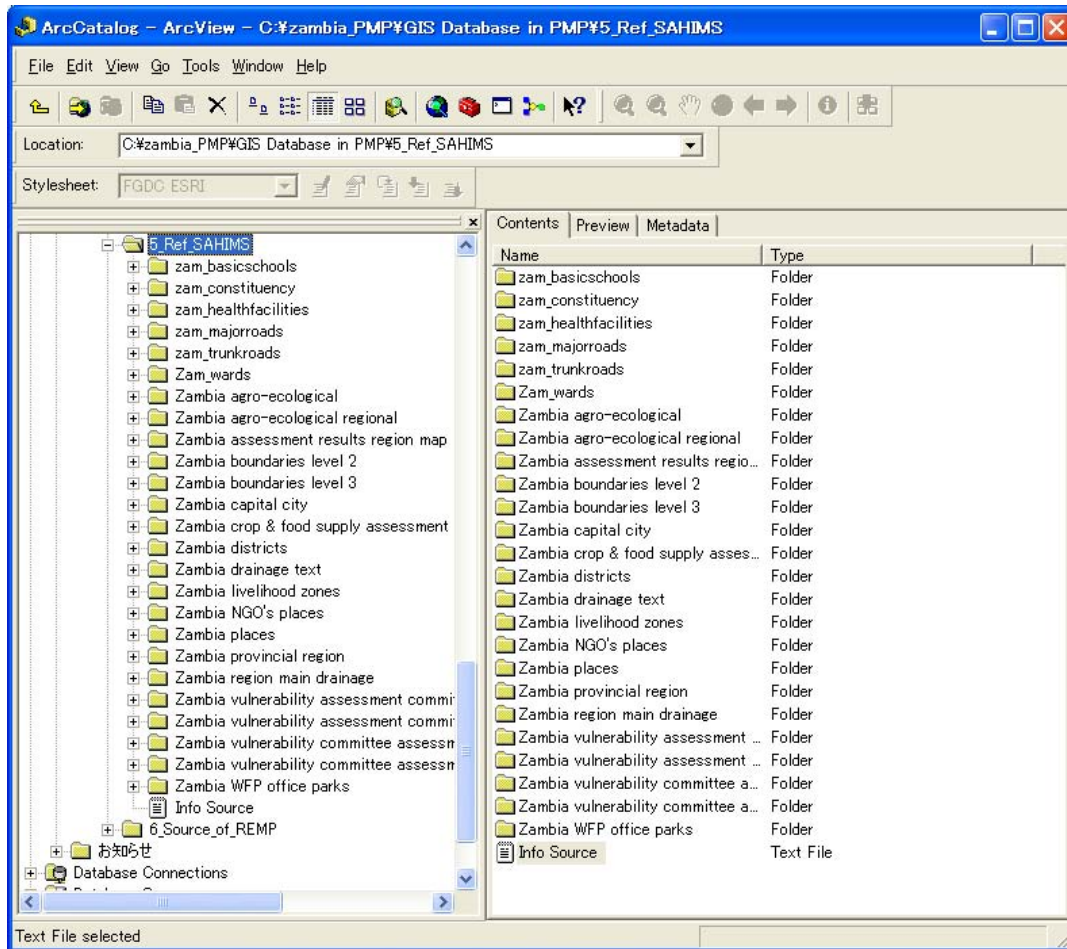 ArcCatalog - ArcView - C:¥zambia_PMP¥GIS Database in PMP¥5_Ref_SAHIMS
File Edit View Go Tools Window Help
Location: C:¥zambia_PMP¥GIS Database in PMP¥5_Ref_SAHIMS
Stylesheet: FGDC ESRI
5_Ref_SAHIMS
zam_basicschools
zam_constituency
zam_healthfacilities
zam_majorroads
zam_trunkroads
Zam_wards
Zambia agro-ecological
Zambia agro-ecological regional
Zambia assessment results region map
Zambia boundaries level 2
Zambia boundaries level 3
Zambia capital city
Zambia crop & food supply assessment
Zambia districts
Zambia drainage text
Zambia livelihood zones
Zambia NGO's places
Zambia places
Zambia provincial region
Zambia region main drainage
Zambia vulnerability assessment commi
Zambia vulnerability assessment commi
Zambia vulnerability committee assessm
Zambia vulnerability committee assessm
Zambia WFP office parks
Info Source
6_Source_of_REMP
お知らせ
Database Connections
Contents Preview Metadata
Name Type
zam_basicschools Folder
zam_constituency Folder
zam_healthfacilities Folder
zam_majorroads Folder
zam_trunkroads Folder
Zam_wards Folder
Zambia agro-ecological Folder
Zambia agro-ecological regional Folder
Zambia assessment results regio... Folder
Zambia boundaries level 2 Folder
Zambia boundaries level 3 Folder
Zambia capital city Folder
Zambia crop & food supply asses... Folder
Zambia districts Folder
Zambia drainage text Folder
Zambia livelihood zones Folder
Zambia NGO's places Folder
Zambia places Folder
Zambia provincial region Folder
Zambia region main drainage Folder
Zambia vulnerability assessment ... Folder
Zambia vulnerability assessment ... Folder
Zambia vulnerability committee a... Folder
Zambia vulnerability committee a... Folder
Zambia WFP office parks Folder
Info Source Text File
Text File selected